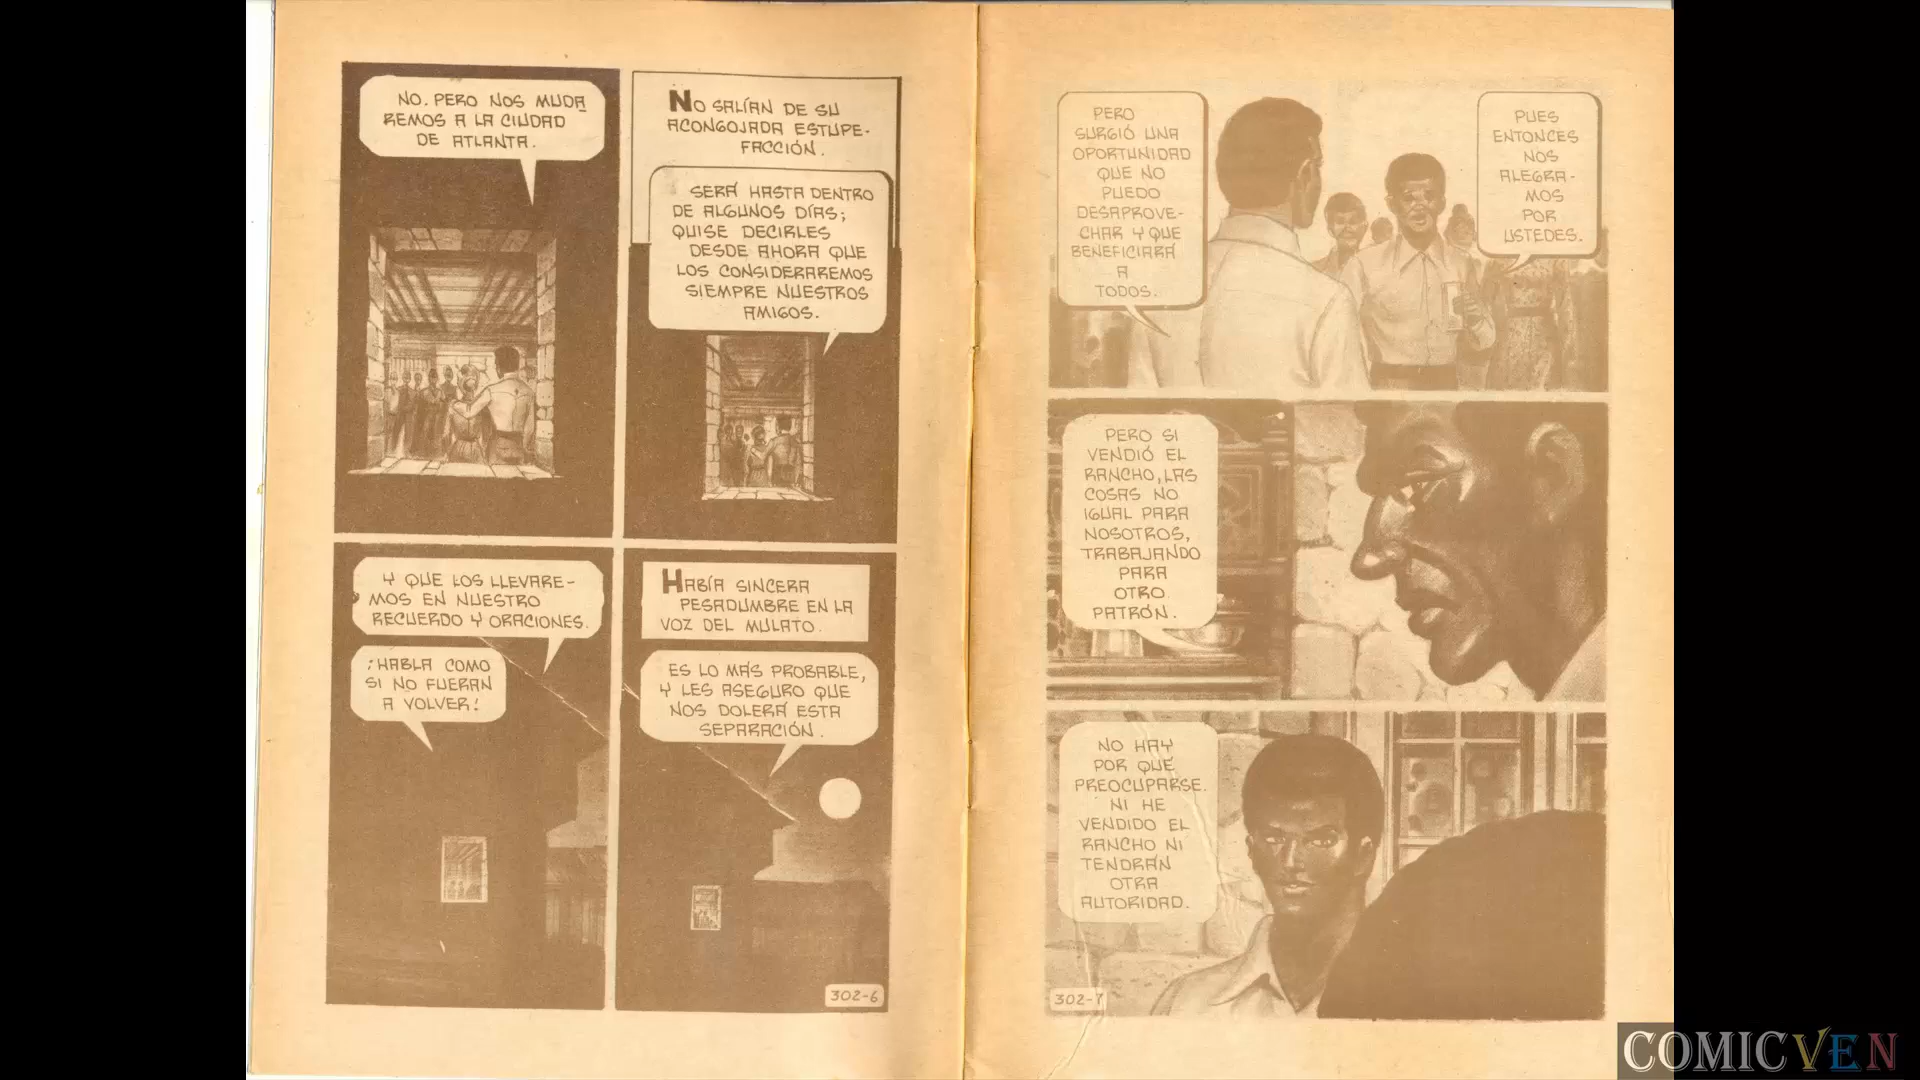 NO. PERO NOS MUDA
REMOS A LA CIUDAD
DE ATLANTA.
NO SALÍAN DE SU
ACONGOJADA ESTUPE-
FACCIÓN.
SERÁ HASTA DENTRO
DE ALGUNOS DÍAS;
QUISE DECIRLES
DESDE AHORA QUE
LOS CONSIDERAREMOS
SIEMPRE NUESTROS
AMIGOS.
Y QUE LOS LLEVARE-
MOS EN NUESTRO
RECUERDO Y ORACIONES.
¡HABLA COMO
SI NO FUERAN
A VOLVER!
HABÍA SINCERA
PESADUMBRE EN LA
VOZ DEL MULATO.
ES LO MÁS PROBABLE,
Y LES ASEGURO QUE
NOS DOLERÁ ESTA
SEPARACIÓN.
302-6
PERO
SURGIÓ UNA
OPORTUNIDAD
QUE NO
PUEDO
DESAPROVE-
CHAR Y QUE
BENEFICIARÁ
A
TODOS.
PUES
ENTONCES
NOS
ALEGRA-
MOS
POR
USTEDES.
PERO SI
VENDIÓ EL
RANCHO, LAS
COSAS NO
IGUAL PARA
NOSOTROS,
TRABAJANDO
PARA
OTRO
PATRÓN.
NO HAY
POR QUÉ
PREOCUPARSE.
NI HE
VENDIDO EL
RANCHO NI
TENDRÁN
OTRA
AUTORIDAD.
302-7
COMICVEN